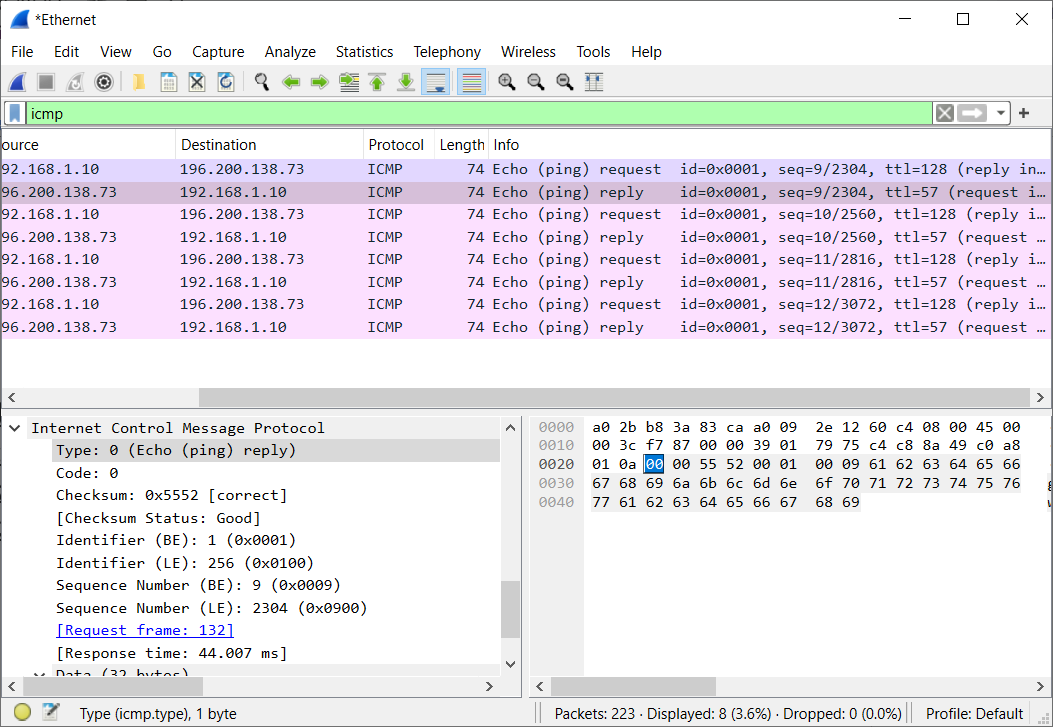 *Ethernet
File Edit View Go Capture Analyze Statistics Telephony Wireless Tools Help
icmp
ource Destination Protocol Length Info
92.168.1.10 196.200.138.73 ICMP 74 Echo (ping) request id=0x0001, seq=9/2304, ttl=128 (reply in…
96.200.138.73 192.168.1.10 ICMP 74 Echo (ping) reply id=0x0001, seq=9/2304, ttl=57 (request i…
92.168.1.10 196.200.138.73 ICMP 74 Echo (ping) request id=0x0001, seq=10/2560, ttl=128 (reply i…
96.200.138.73 192.168.1.10 ICMP 74 Echo (ping) reply id=0x0001, seq=10/2560, ttl=57 (request …
92.168.1.10 196.200.138.73 ICMP 74 Echo (ping) request id=0x0001, seq=11/2816, ttl=128 (reply i…
96.200.138.73 192.168.1.10 ICMP 74 Echo (ping) reply id=0x0001, seq=11/2816, ttl=57 (request …
92.168.1.10 196.200.138.73 ICMP 74 Echo (ping) request id=0x0001, seq=12/3072, ttl=128 (reply i…
96.200.138.73 192.168.1.10 ICMP 74 Echo (ping) reply id=0x0001, seq=12/3072, ttl=57 (request …
Internet Control Message Protocol
Type: 0 (Echo (ping) reply)
Code: 0
Checksum: 0x5552 [correct]
[Checksum Status: Good]
Identifier (BE): 1 (0x0001)
Identifier (LE): 256 (0x0100)
Sequence Number (BE): 9 (0x0009)
Sequence Number (LE): 2304 (0x0900)
[Request frame: 132]
[Response time: 44.007 ms]
Data (32 bytes)
0000 a0 2b b8 3a 83 ca a0 09 2e 12 60 c4 08 00 45 00
0010 00 3c f7 87 00 00 39 01 79 75 c4 c8 8a 49 c0 a8
0020 01 0a 00 00 55 52 00 01 00 09 61 62 63 64 65 66
0030 67 68 69 6a 6b 6c 6d 6e 6f 70 71 72 73 74 75 76
0040 77 61 62 63 64 65 66 67 68 69
Type (icmp.type), 1 byte
Packets: 223 · Displayed: 8 (3.6%) · Dropped: 0 (0.0%)
Profile: Default